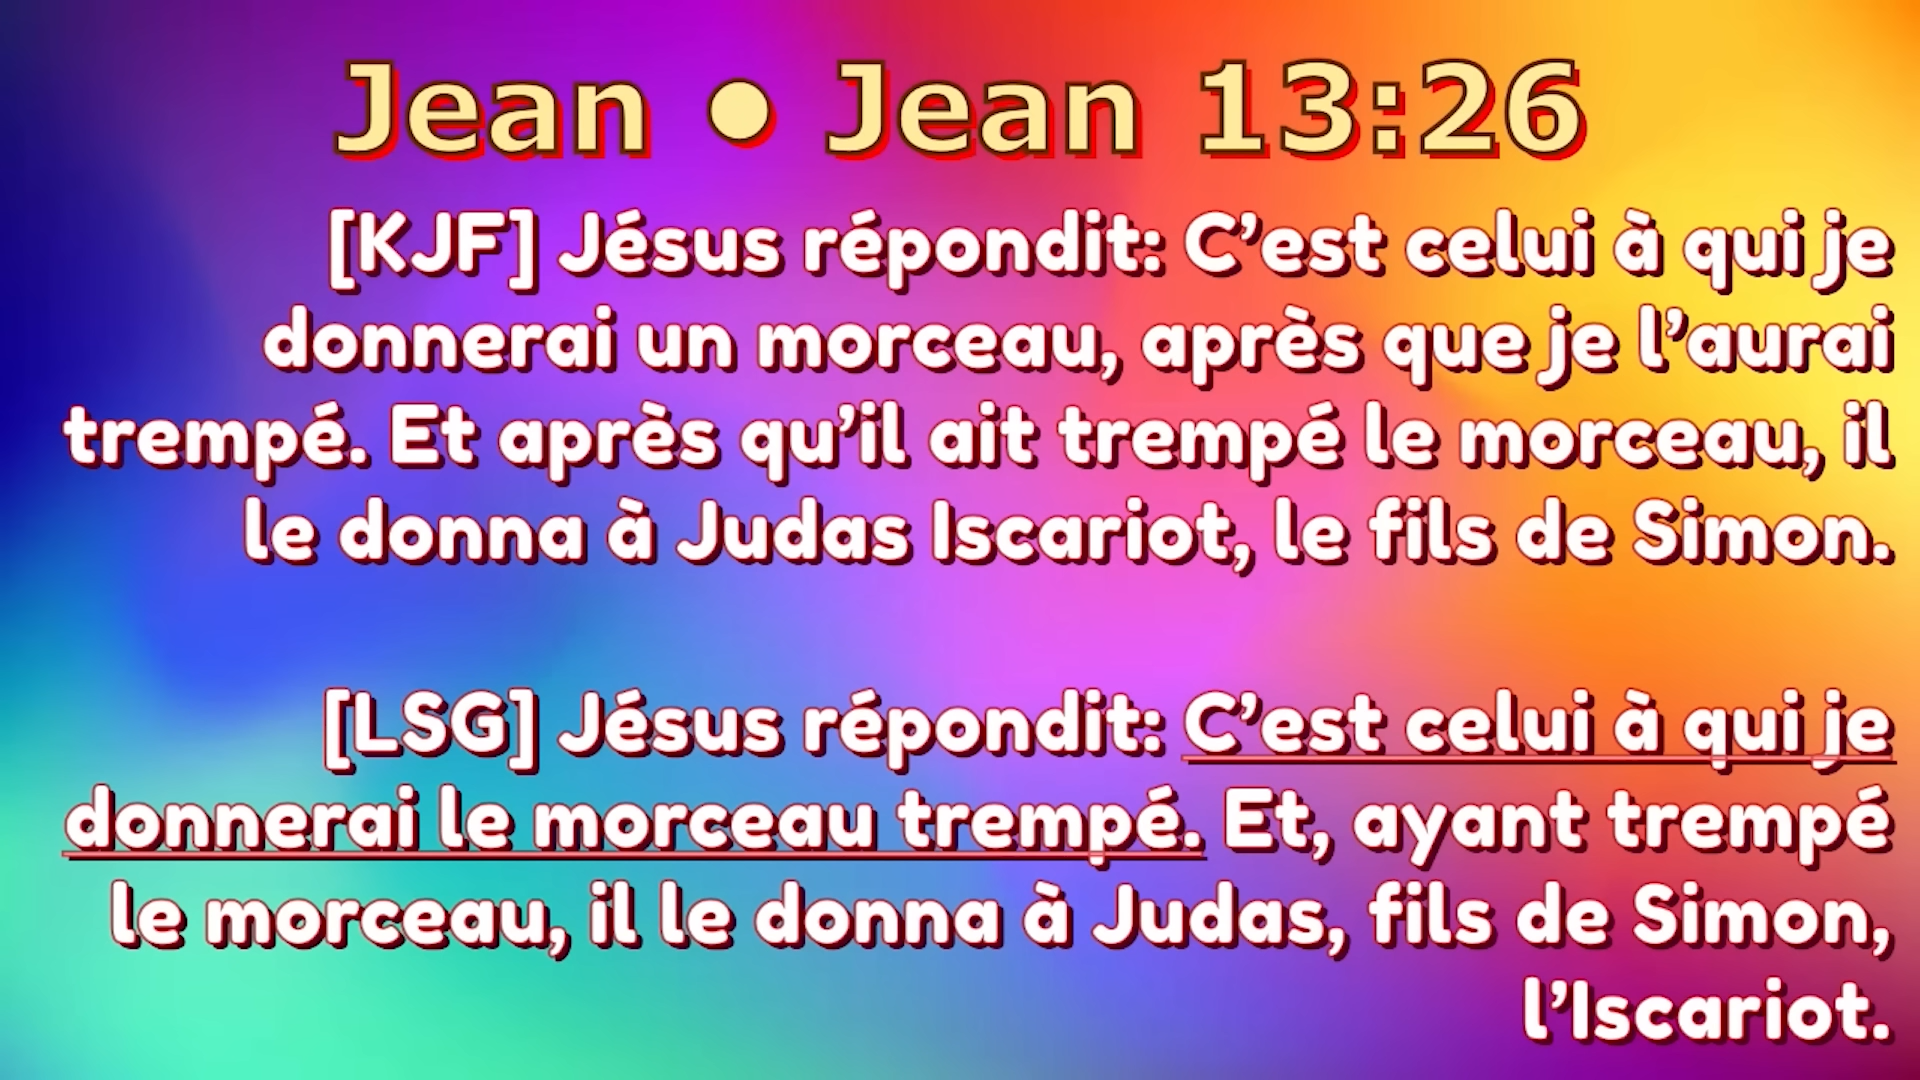 Jean • Jean 13:26
[KJF] Jésus répondit: C’est celui à qui je
donnerai un morceau, après que je l’aurai
trempé. Et après qu’il ait trempé le morceau, il
le donna à Judas Iscariot, le fils de Simon.
[LSG] Jésus répondit: C’est celui à qui je
donnerai le morceau trempé. Et, ayant trempé
le morceau, il le donna à Judas, fils de Simon,
l’Iscariot.